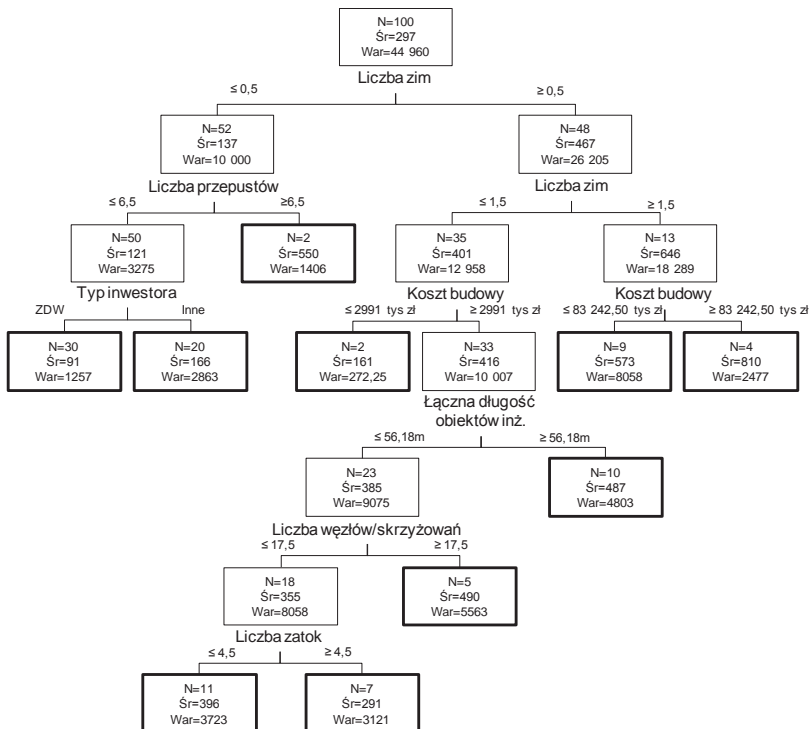 N=100
Śr=297
War=44 960
Liczba zim
≤ 0,5
≥ 0,5
N=52
Śr=137
War=10 000
N=48
Śr=467
War=26 205
Liczba przepustów
Liczba zim
≤ 6,5
≥6,5
≤ 1,5
≥ 1,5
N=50
Śr=121
War=3275
N=2
Śr=550
War=1406
N=35
Śr=401
War=12 958
N=13
Śr=646
War=18 289
Typ inwestora
Koszt budowy
Koszt budowy
ZDW
Inne
≤ 2991 tys zł
≥ 2991 tys zł
≤ 83 242,50 tys zł
≥ 83 242,50 tys zł
N=30
Śr=91
War=1257
N=20
Śr=166
War=2863
N=2
Śr=161
War=272,25
N=33
Śr=416
War=10 007
N=9
Śr=573
War=8058
N=4
Śr=810
War=2477
Łączna długość
obiektów inż.
≤ 56,18m
≥ 56,18m
N=23
Śr=385
War=9075
N=10
Śr=487
War=4803
Liczba węzłów/skrzyżowań
≤ 17,5
≥ 17,5
N=18
Śr=355
War=8058
N=5
Śr=490
War=5563
Liczba zatok
≤ 4,5
≥ 4,5
N=11
Śr=396
War=3723
N=7
Śr=291
War=3121